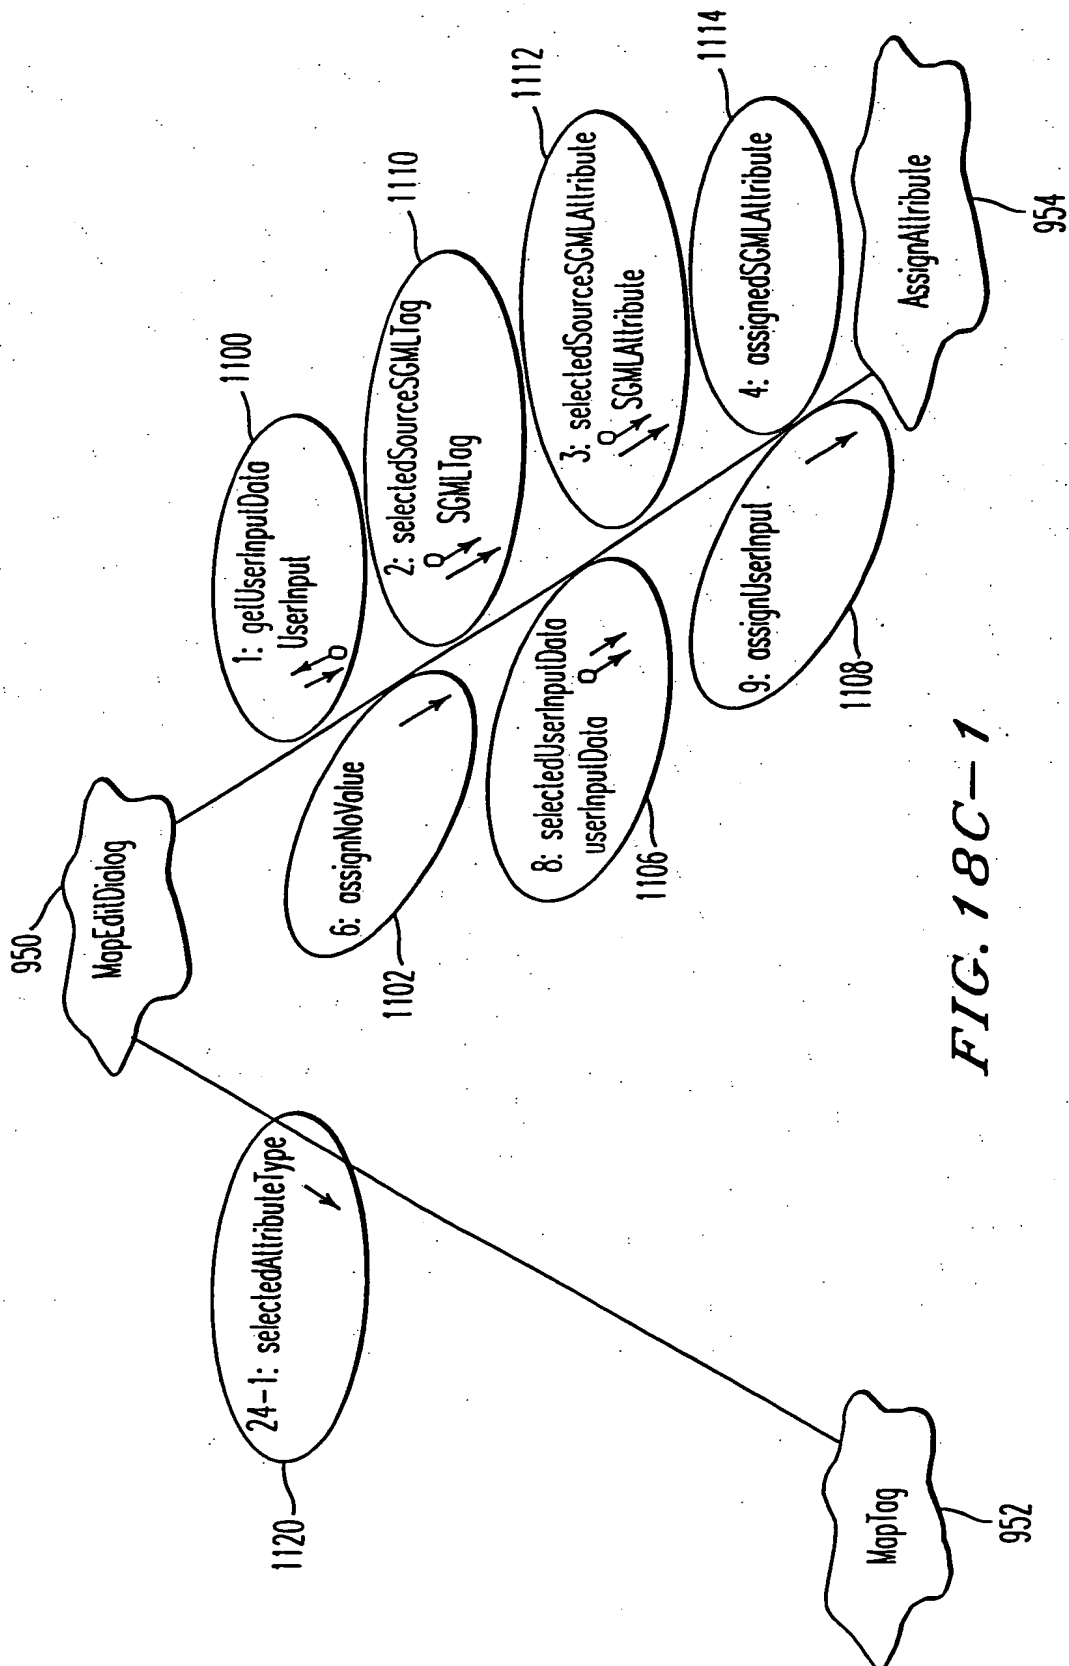 950
MapEditDialog
24-1: selectedAttributeType
1120
1: getUserInputData
UserInput
1100
6: assignNoValue
1102
2: selectedSourceSGMLTag
SGMLTag
1110
8: selectedUserInputData
userInputData
1106
3: selectedSourceSGMLAttribute
SGMLAttribute
1112
9: assignUserInput
1108
4: assignedSGMLAttribute
1114
MapTag
952
AssignAttribute
954
FIG. 18C-1